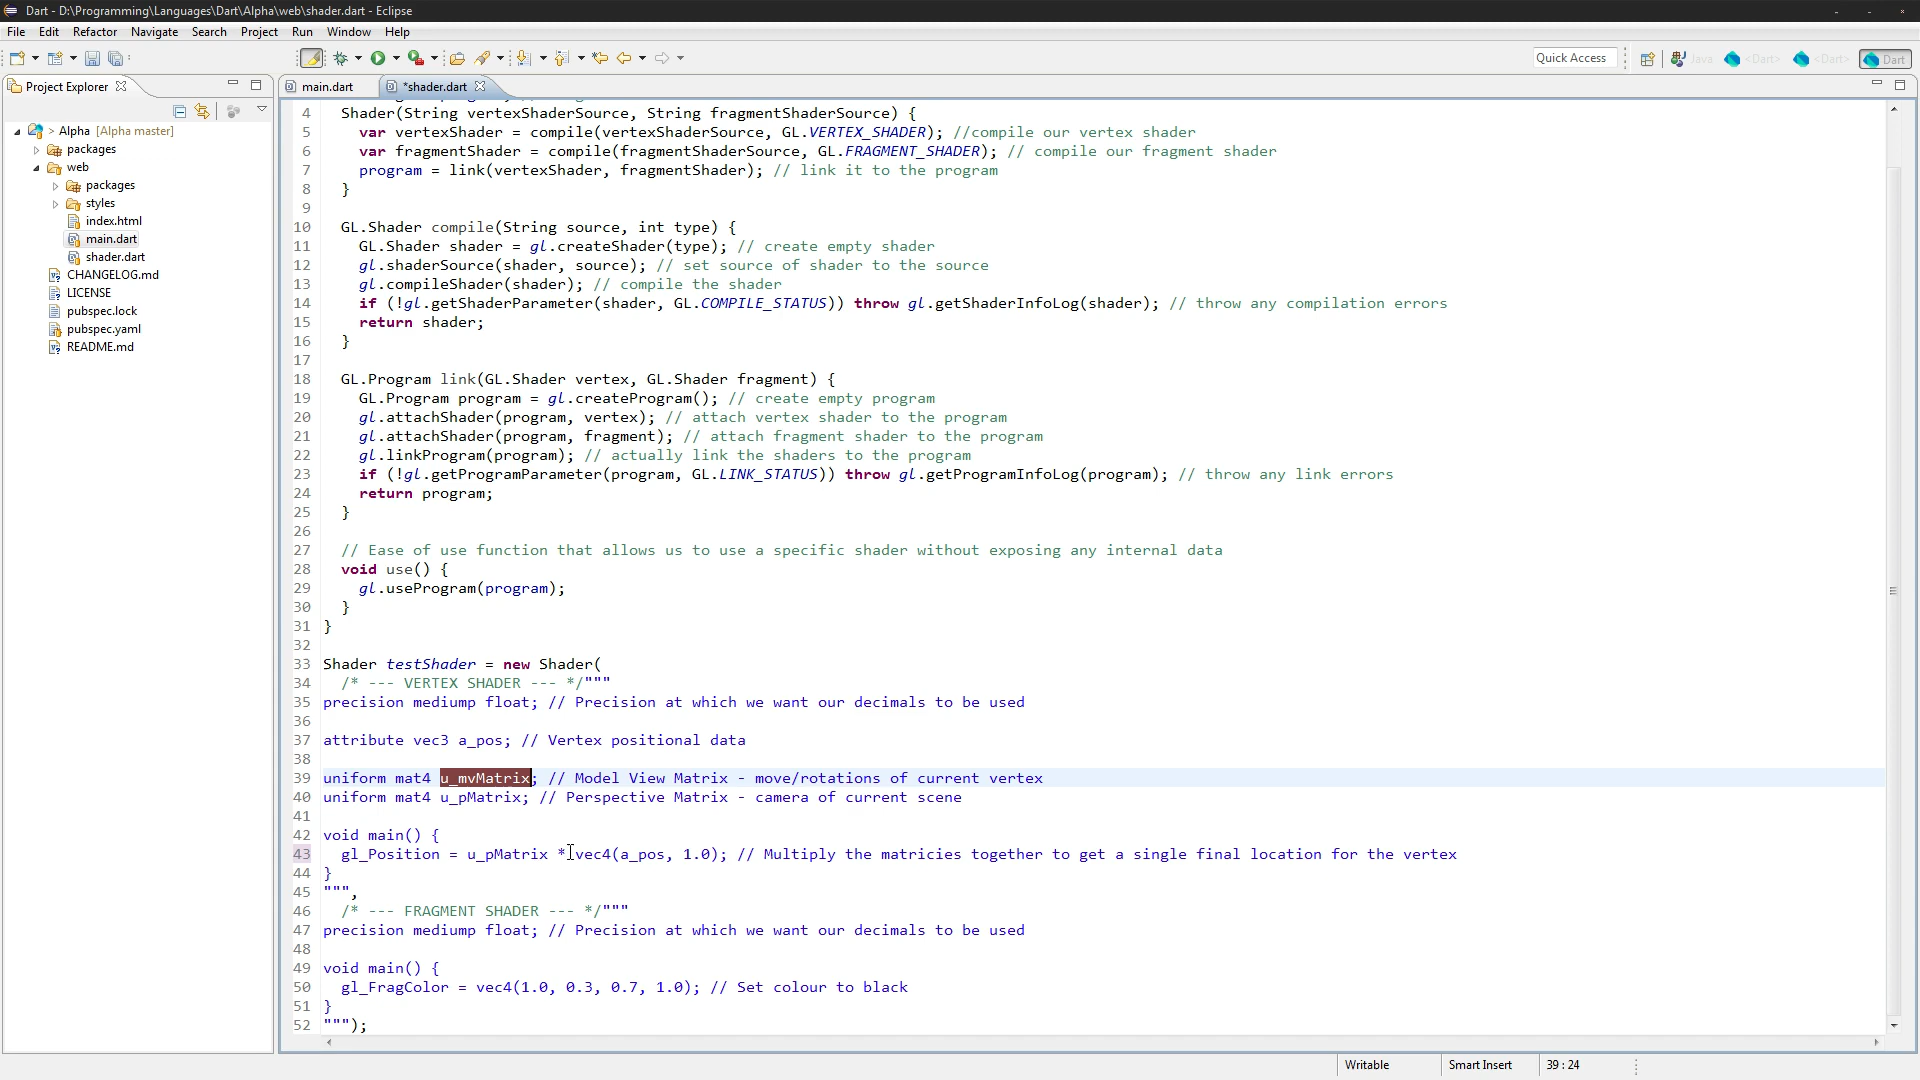 Dart - D:\Programming\Languages\Dart\Alpha\web\shader.dart - Eclipse
File Edit Refactor Navigate Search Project Run Window Help
Quick Access
Java
<Dart>
<Dart>
Dart
Project Explorer
main.dart
*shader.dart
> Alpha [Alpha master]
packages
web
packages
styles
index.html
main.dart
shader.dart
CHANGELOG.md
LICENSE
pubspec.lock
pubspec.yaml
README.md
4 Shader(String vertexShaderSource, String fragmentShaderSource) {
5 var vertexShader = compile(vertexShaderSource, GL.VERTEX_SHADER); //compile our vertex shader
6 var fragmentShader = compile(fragmentShaderSource, GL.FRAGMENT_SHADER); // compile our fragment shader
7 program = link(vertexShader, fragmentShader); // link it to the program
8 }
9
10 GL.Shader compile(String source, int type) {
11 GL.Shader shader = gl.createShader(type); // create empty shader
12 gl.shaderSource(shader, source); // set source of shader to the source
13 gl.compileShader(shader); // compile the shader
14 if (!gl.getShaderParameter(shader, GL.COMPILE_STATUS)) throw gl.getShaderInfoLog(shader); // throw any compilation errors
15 return shader;
16 }
17
18 GL.Program link(GL.Shader vertex, GL.Shader fragment) {
19 GL.Program program = gl.createProgram(); // create empty program
20 gl.attachShader(program, vertex); // attach vertex shader to the program
21 gl.attachShader(program, fragment); // attach fragment shader to the program
22 gl.linkProgram(program); // actually link the shaders to the program
23 if (!gl.getProgramParameter(program, GL.LINK_STATUS)) throw gl.getProgramInfoLog(program); // throw any link errors
24 return program;
25 }
26
27 // Ease of use function that allows us to use a specific shader without exposing any internal data
28 void use() {
29 gl.useProgram(program);
30 }
31 }
32
33 Shader testShader = new Shader(
34 /* --- VERTEX SHADER --- */"""
35 precision mediump float; // Precision at which we want our decimals to be used
36
37 attribute vec3 a_pos; // Vertex positional data
38
39 uniform mat4 u_mvMatrix; // Model View Matrix - move/rotations of current vertex
40 uniform mat4 u_pMatrix; // Perspective Matrix - camera of current scene
41
42 void main() {
43 gl_Position = u_pMatrix * vec4(a_pos, 1.0); // Multiply the matricies together to get a single final location for the vertex
44 }
45 """,
46 /* --- FRAGMENT SHADER --- */"""
47 precision mediump float; // Precision at which we want our decimals to be used
48
49 void main() {
50 gl_FragColor = vec4(1.0, 0.3, 0.7, 1.0); // Set colour to black
51 }
52 """);
Writable
Smart Insert
39 : 24